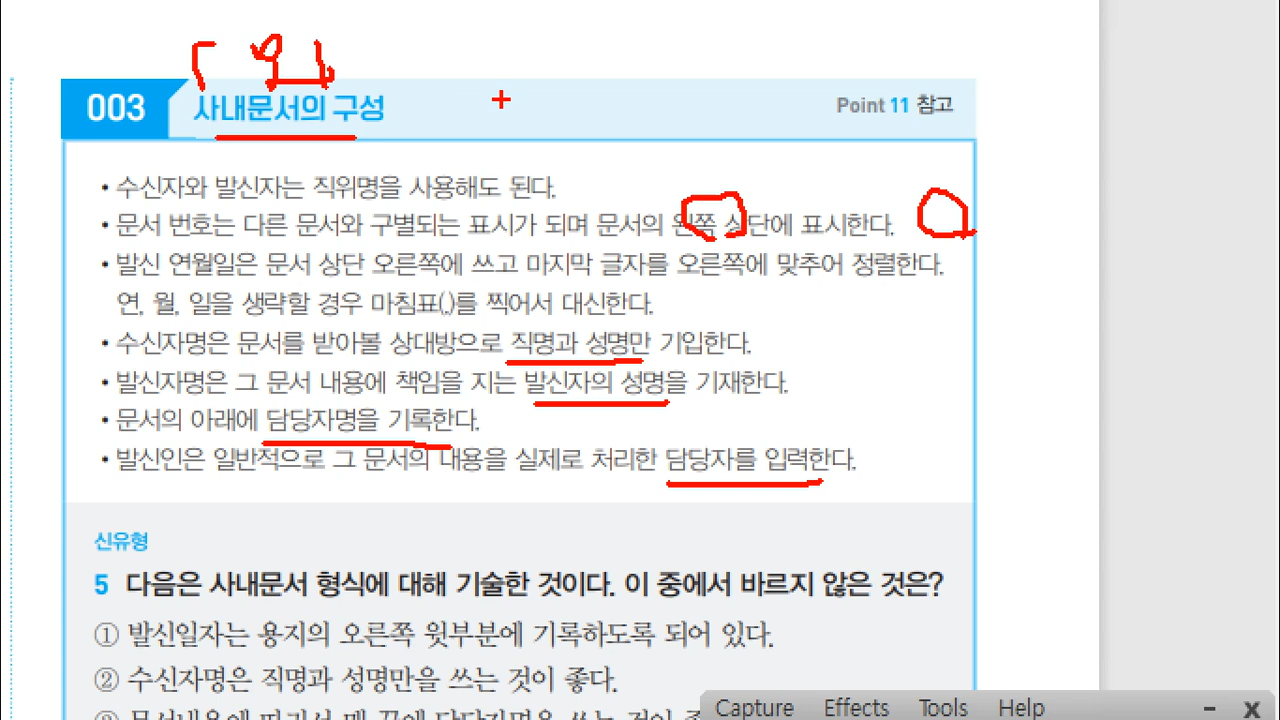 003 사내문서의 구성 Point 11 참고
• 수신자와 발신자는 직위명을 사용해도 된다.
• 문서 번호는 다른 문서와 구별되는 표시가 되며 문서의 왼쪽 상단에 표시한다.
• 발신 연월일은 문서 상단 오른쪽에 쓰고 마지막 글자를 오른쪽에 맞추어 정렬한다.
연, 월, 일을 생략할 경우 마침표(.)를 찍어서 대신한다.
• 수신자명은 문서를 받아볼 상대방으로 직명과 성명만 기입한다.
• 발신자명은 그 문서 내용에 책임을 지는 발신자의 성명을 기재한다.
• 문서의 아래에 담당자명을 기록한다.
• 발신인은 일반적으로 그 문서의 내용을 실제로 처리한 담당자를 입력한다.
신유형
5 다음은 사내문서 형식에 대해 기술한 것이다. 이 중에서 바르지 않은 것은?
① 발신일자는 용지의 오른쪽 윗부분에 기록하도록 되어 있다.
② 수신자명은 직명과 성명만을 쓰는 것이 좋다.
Capture Effects Tools Help